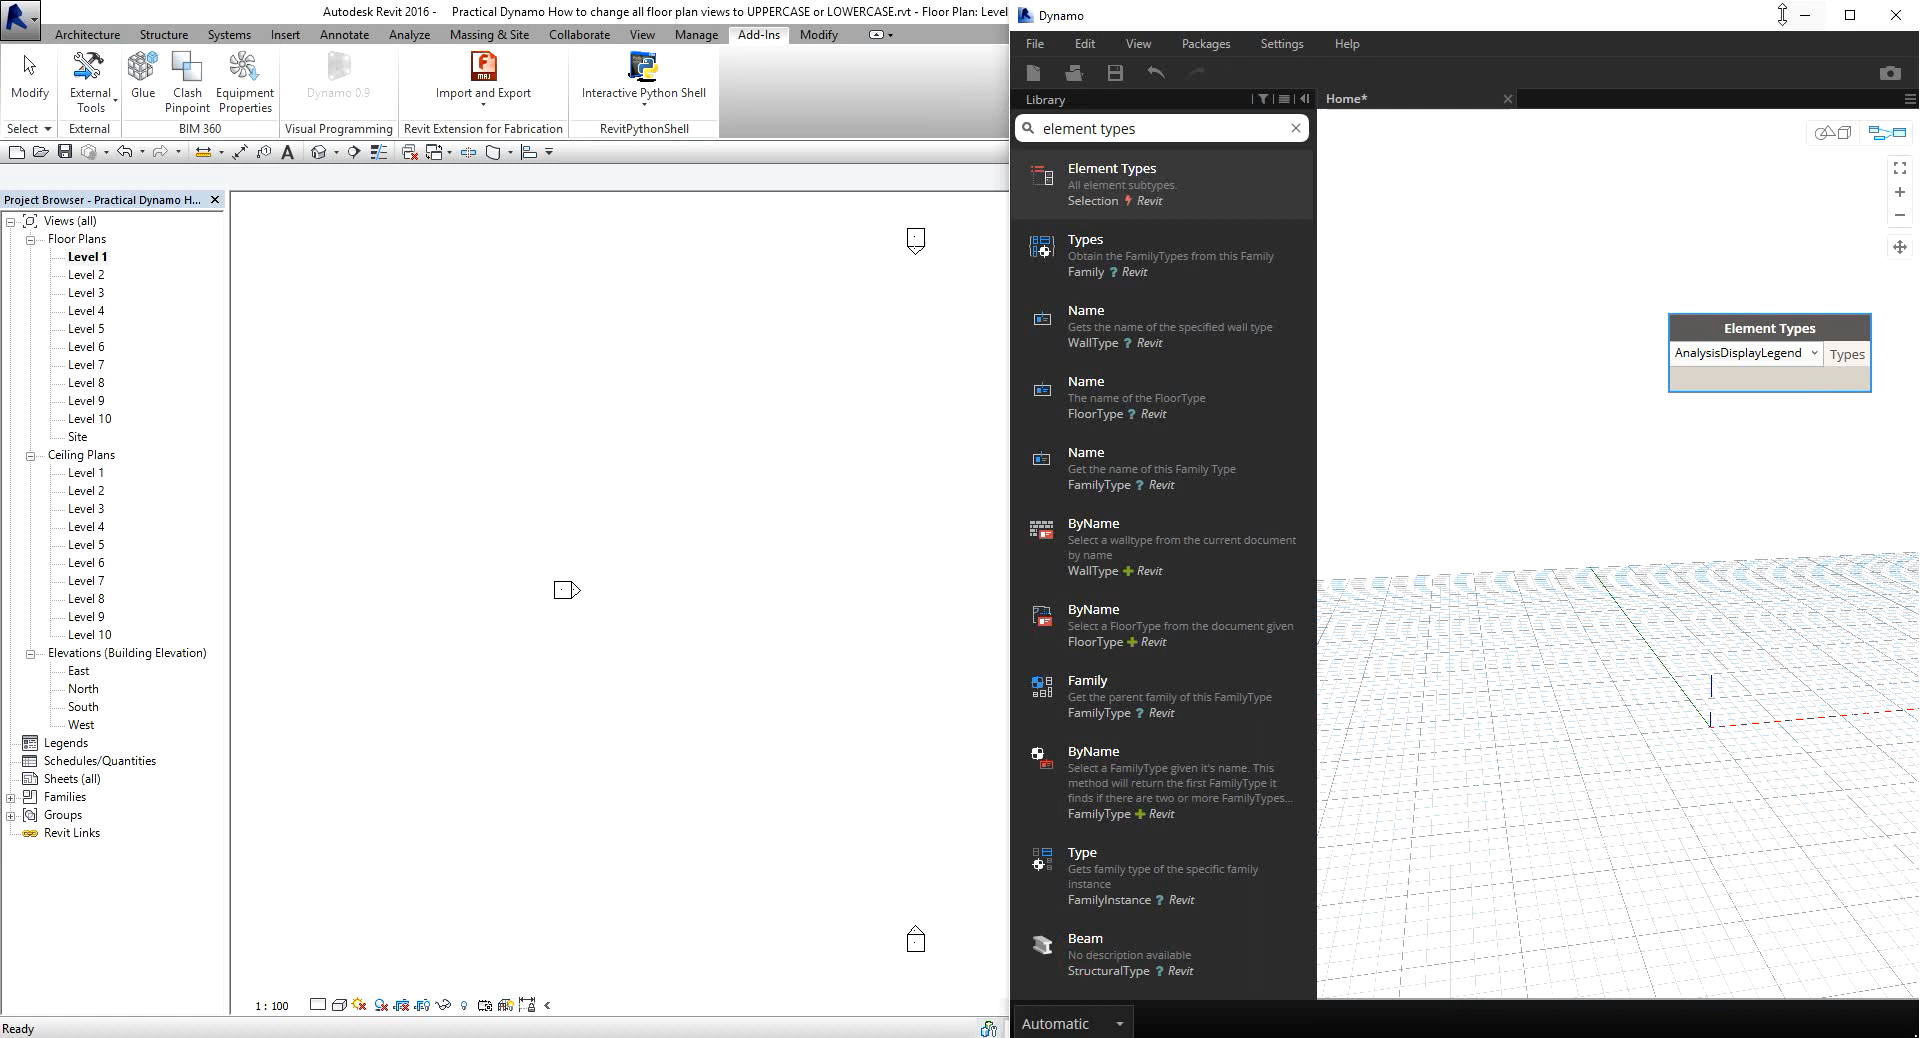 Autodesk Revit 2016 - Practical Dynamo How to change all floor plan views to UPPERCASE or LOWERCASE.rvt - Floor Plan: Level
Architecture Structure Systems Insert Annotate Analyze Massing & Site Collaborate View Manage Add-Ins Modify
Modify
External
Tools
Glue
Clash
Pinpoint
Equipment
Properties
Dynamo 0.9
Import and Export
MAJ
Interactive Python Shell
Select
External
BIM 360
Visual Programming
Revit Extension for Fabrication
RevitPythonShell
Project Browser - Practical Dynamo H...
Views (all)
Floor Plans
Level 1
Level 2
Level 3
Level 4
Level 5
Level 6
Level 7
Level 8
Level 9
Level 10
Site
Ceiling Plans
Level 1
Level 2
Level 3
Level 4
Level 5
Level 6
Level 7
Level 8
Level 9
Level 10
Elevations (Building Elevation)
East
North
South
West
Legends
Schedules/Quantities
Sheets (all)
Families
Groups
Revit Links
1 : 100
Ready
Dynamo
File Edit View Packages Settings Help
Library
element types
Element Types
All element subtypes.
Selection Revit
Types
Obtain the FamilyTypes from this Family
Family ? Revit
Name
Gets the name of the specified wall type
WallType ? Revit
Name
The name of the FloorType
FloorType ? Revit
Name
Get the name of this Family Type
FamilyType ? Revit
ByName
Select a walltype from the current document
by name
WallType + Revit
ByName
Select a FloorType from the document given
FloorType + Revit
Family
Get the parent family of this FamilyType
FamilyType ? Revit
ByName
Select a FamilyType given it's name. This
method will return the first FamilyType it
finds if there are two or more FamilyTypes...
FamilyType + Revit
Type
Gets family type of the specific family
instance
FamilyInstance ? Revit
Beam
No description available
StructuralType ? Revit
Automatic
Home*
Element Types
AnalysisDisplayLegend
Types